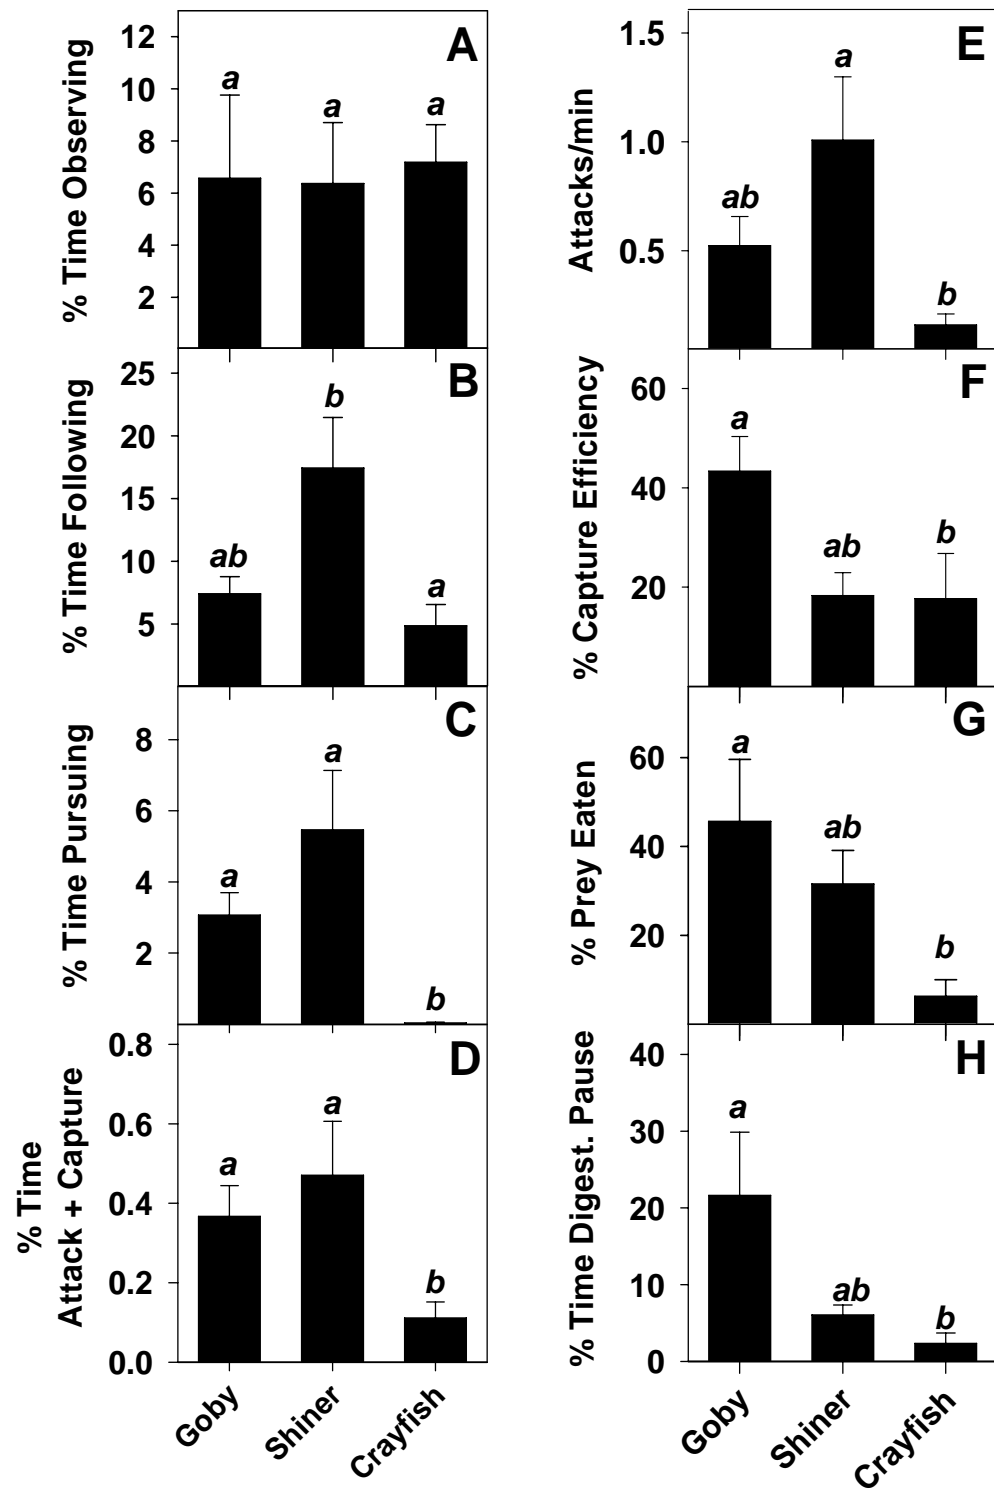 A
% Time Observing
12
10
8
6
4
2
a
a
a
B
% Time Following
25
20
15
10
5
ab
b
a
C
% Time Pursuing
8
6
4
2
a
a
b
D
% Time
Attack + Capture
0.8
0.6
0.4
0.2
0.0
a
a
b
Goby
Shiner
Crayfish
E
Attacks/min
1.5
1.0
0.5
ab
a
b
F
% Capture Efficiency
60
40
20
a
ab
b
G
% Prey Eaten
60
40
20
a
ab
b
H
% Time Digest. Pause
40
30
20
10
0
a
ab
b
Goby
Shiner
Crayfish